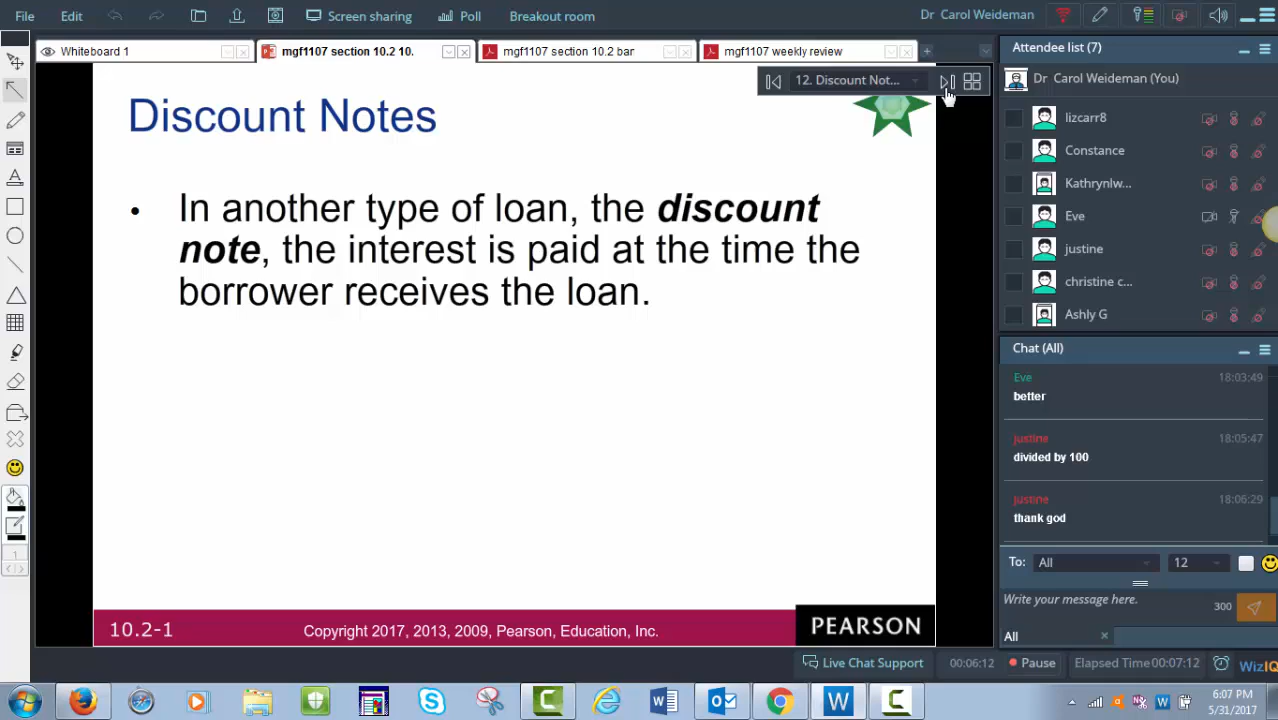 File Edit Screen sharing Poll Breakout room Dr Carol Weideman
Whiteboard 1 mgf1107 section 10.2 10. mgf1107 section 10.2 bar mgf1107 weekly review
12. Discount Not...
Discount Notes
• In another type of loan, the discount
note, the interest is paid at the time the
borrower receives the loan.
10.2-1 Copyright 2017, 2013, 2009, Pearson, Education, Inc. PEARSON
Attendee list (7)
Dr Carol Weideman (You)
lizcarr8
Constance
Kathrynlw...
Eve
justine
christine c...
Ashly G
Chat (All)
Eve 18:03:49
better
justine 18:05:47
divided by 100
justine 18:06:29
thank god
To: All 12
Write your message here. 300
All
Live Chat Support 00:06:12 Pause Elapsed Time 00:07:12 WizIQ
1
6:07 PM
5/31/2017